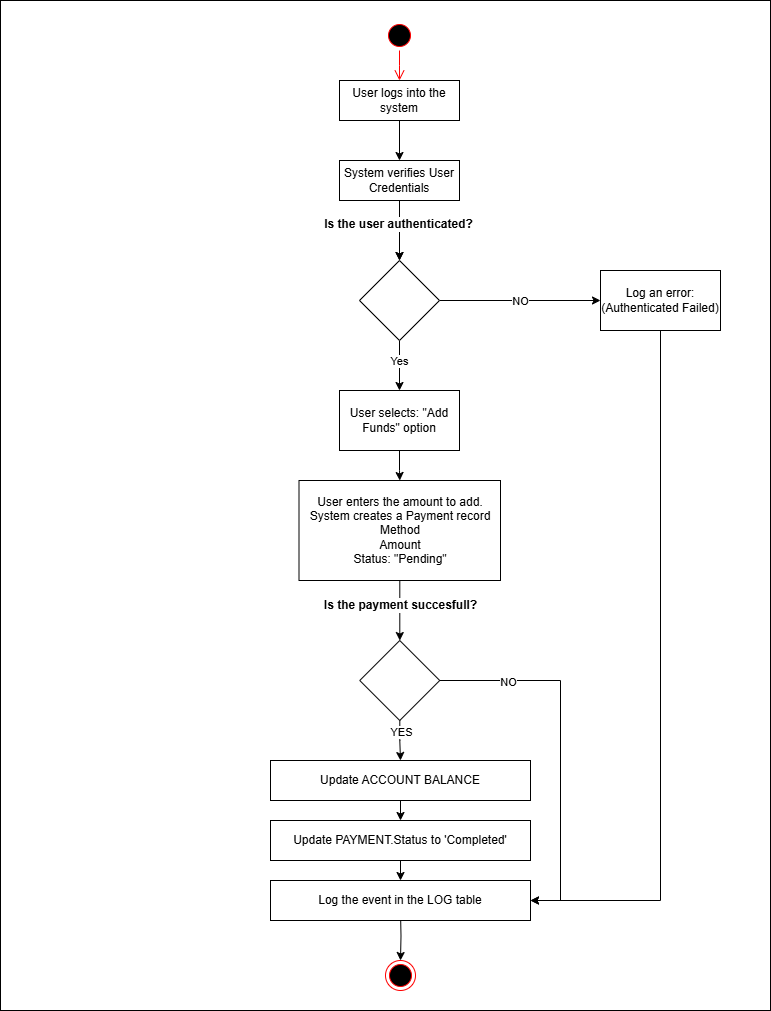 User logs into the
system
System verifies User
Credentials
Is the user authenticated?
NO
Log an error:
(Authenticated Failed)
Yes
User selects: "Add
Funds" option
User enters the amount to add.
System creates a Payment record
Method
Amount
Status: "Pending"
Is the payment succesfull?
NO
YES
Update ACCOUNT BALANCE
Update PAYMENT.Status to 'Completed'
Log the event in the LOG table